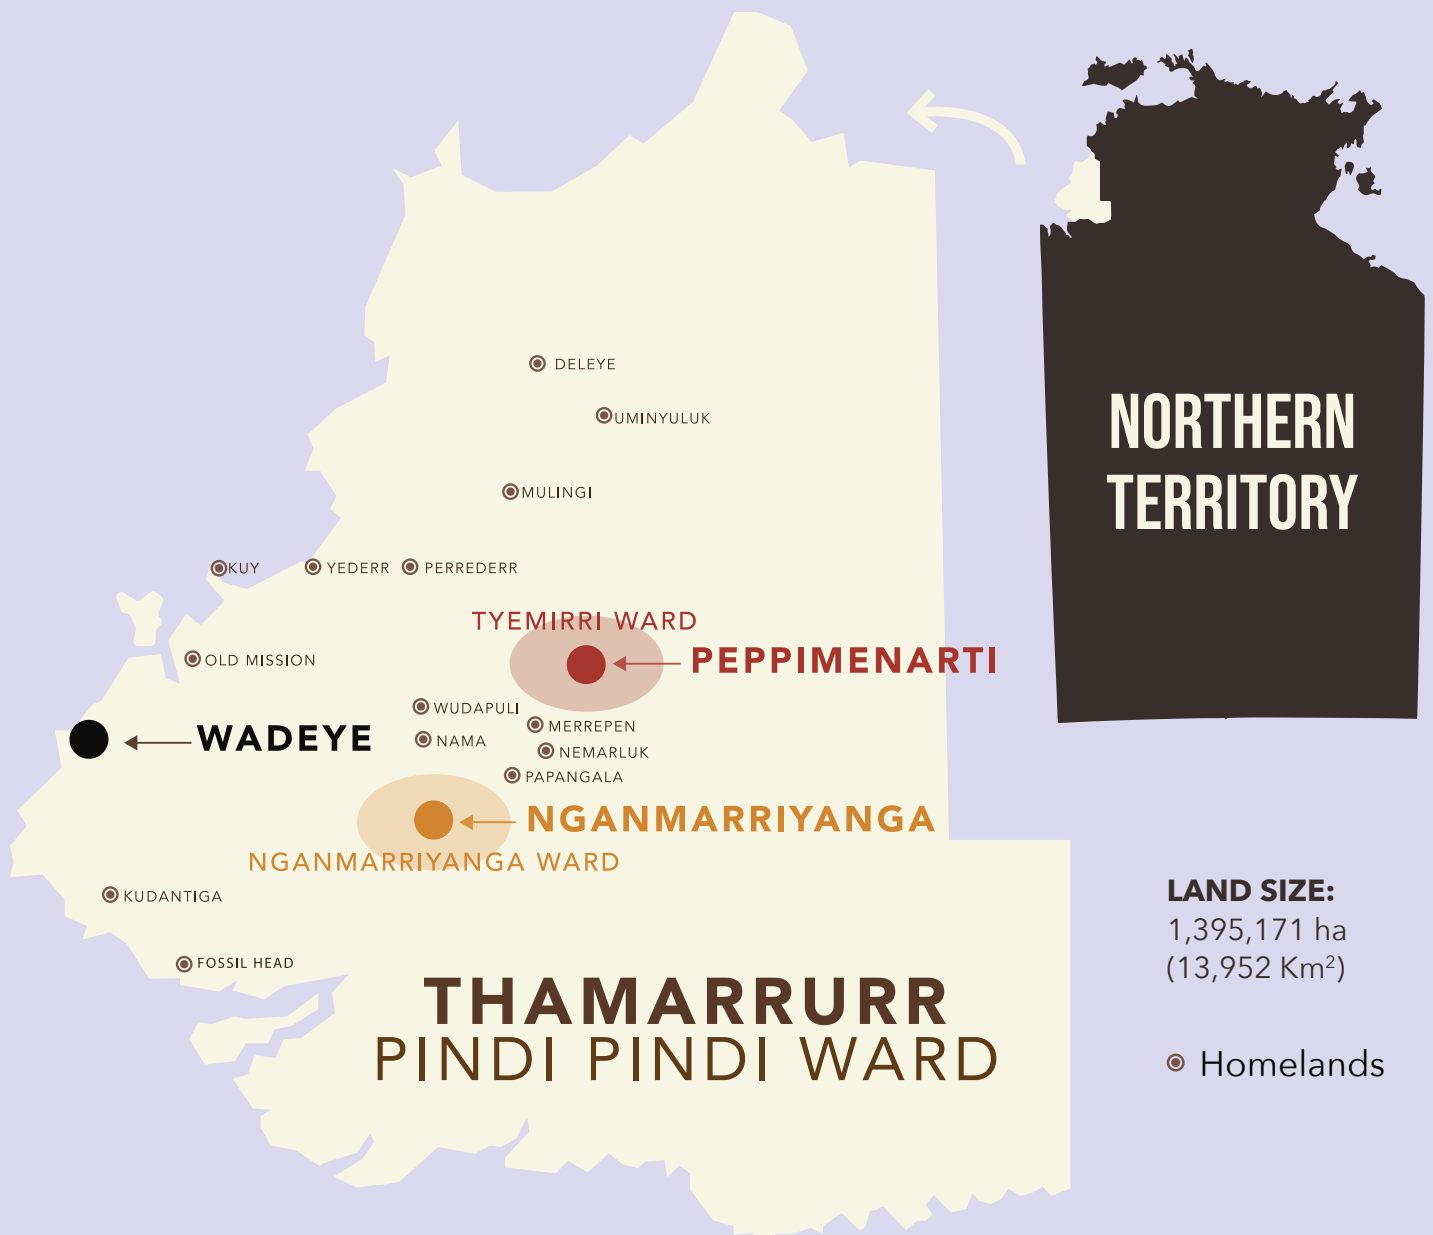 DELEYE
UMINYULUK
MULINGI
KUY
YEDERR
PERREDERR
TYEMIRRI WARD
PEPPIMENARTI
OLD MISSION
WUDAPULI
MERREPEN
WADEYE
NAMA
NEMARLUK
PAPANGALA
NGANMARRIYANGA
NGANMARRIYANGA WARD
KUDANTIGA
FOSSIL HEAD
THAMARRURR
PINDI PINDI WARD
NORTHERN
TERRITORY
LAND SIZE:
1,395,171 ha
(13,952 Km²)
Homelands